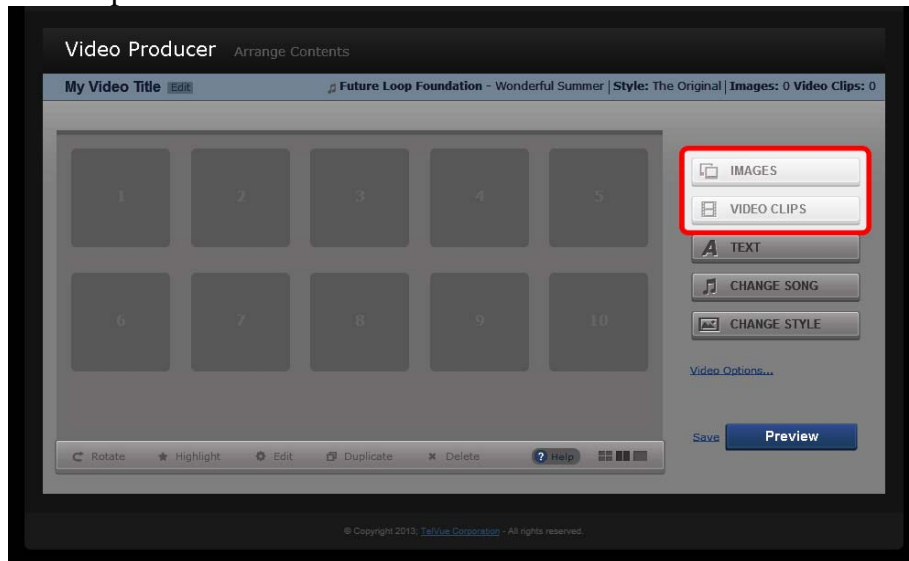 Video Producer Arrange Contents
My Video Title Edit Future Loop Foundation - Wonderful Summer | Style: The Original | Images: 0 Video Clips: 0
1 2 3 4 5
IMAGES
VIDEO CLIPS
TEXT
CHANGE SONG
6 7 8 9 10
CHANGE STYLE
Video Options...
Save Preview
Rotate Highlight Edit Duplicate Delete ? Help
© Copyright 2013; TelVue Corporation - All rights reserved.